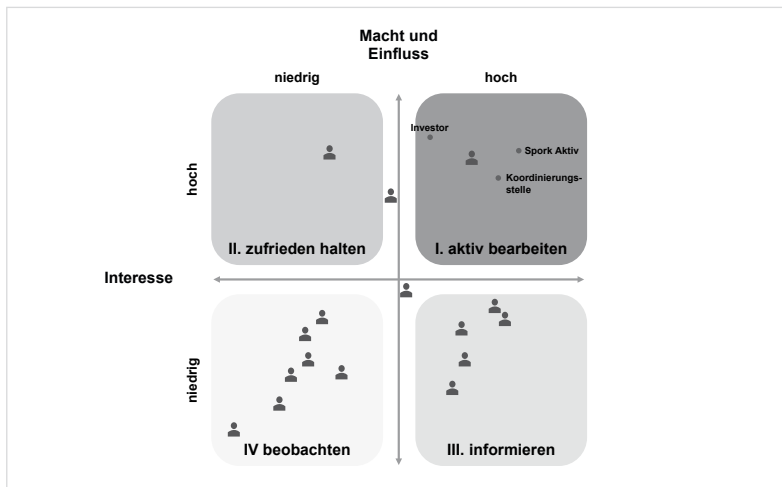 Macht und
Einfluss
niedrig
hoch
Investor
Spork Aktiv
Koordinierungs-
stelle
hoch
II. zufrieden halten
I. aktiv bearbeiten
Interesse
niedrig
IV beobachten
III. informieren